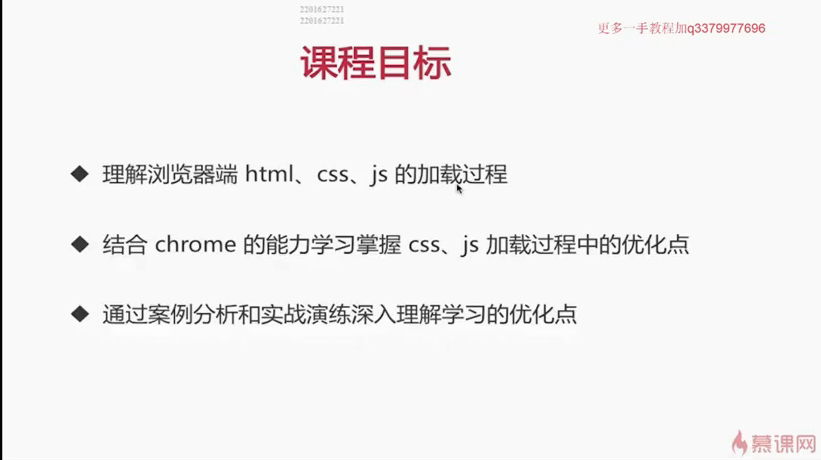 2201627221
2201627221
更多一手教程加q3379977696
课程目标
◆ 理解浏览器端 html、css、js 的加载过程
◆ 结合 chrome 的能力学习掌握 css、js 加载过程中的优化点
◆ 通过案例分析和实战演练深入理解学习的优化点
慕课网